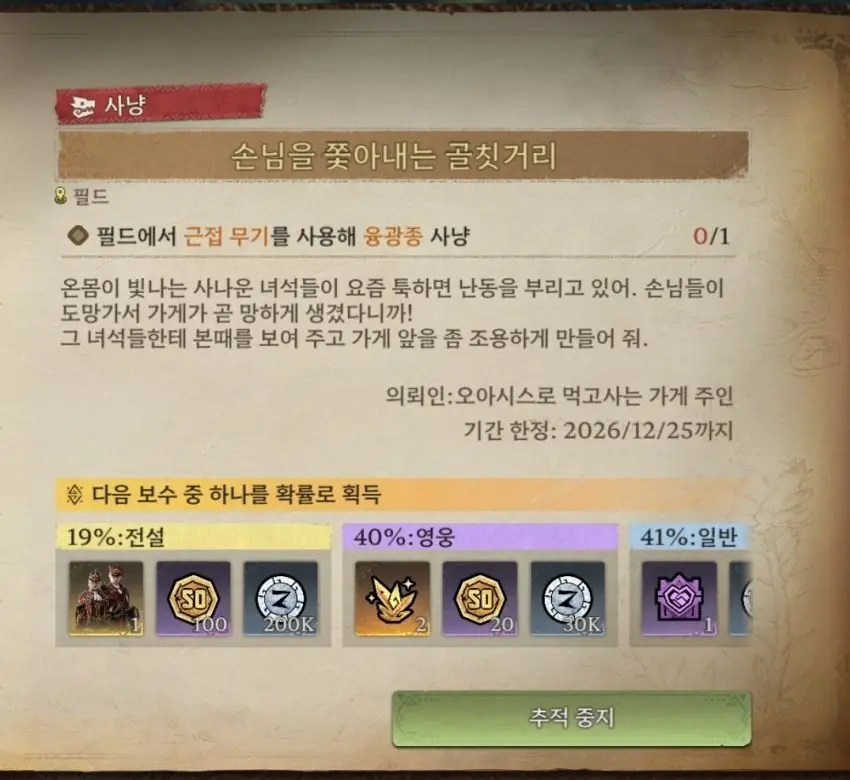 사냥
손님을 쫓아내는 골칫거리
필드
필드에서 근접 무기를 사용해 융광종 사냥 0/1
온몸이 빛나는 사나운 녀석들이 요즘 툭하면 난동을 부리고 있어. 손님들이
도망가서 가게가 곧 망하게 생겼다니까!
그 녀석들한테 본때를 보여 주고 가게 앞을 좀 조용하게 만들어 줘.
의뢰인:오아시스로 먹고사는 가게 주인
기간 한정: 2026/12/25까지
다음 보수 중 하나를 확률로 획득
19%:전설 40%:영웅 41%:일반
SO Z SO Z
1 100 200K 2 20 30K 1
추적 중지